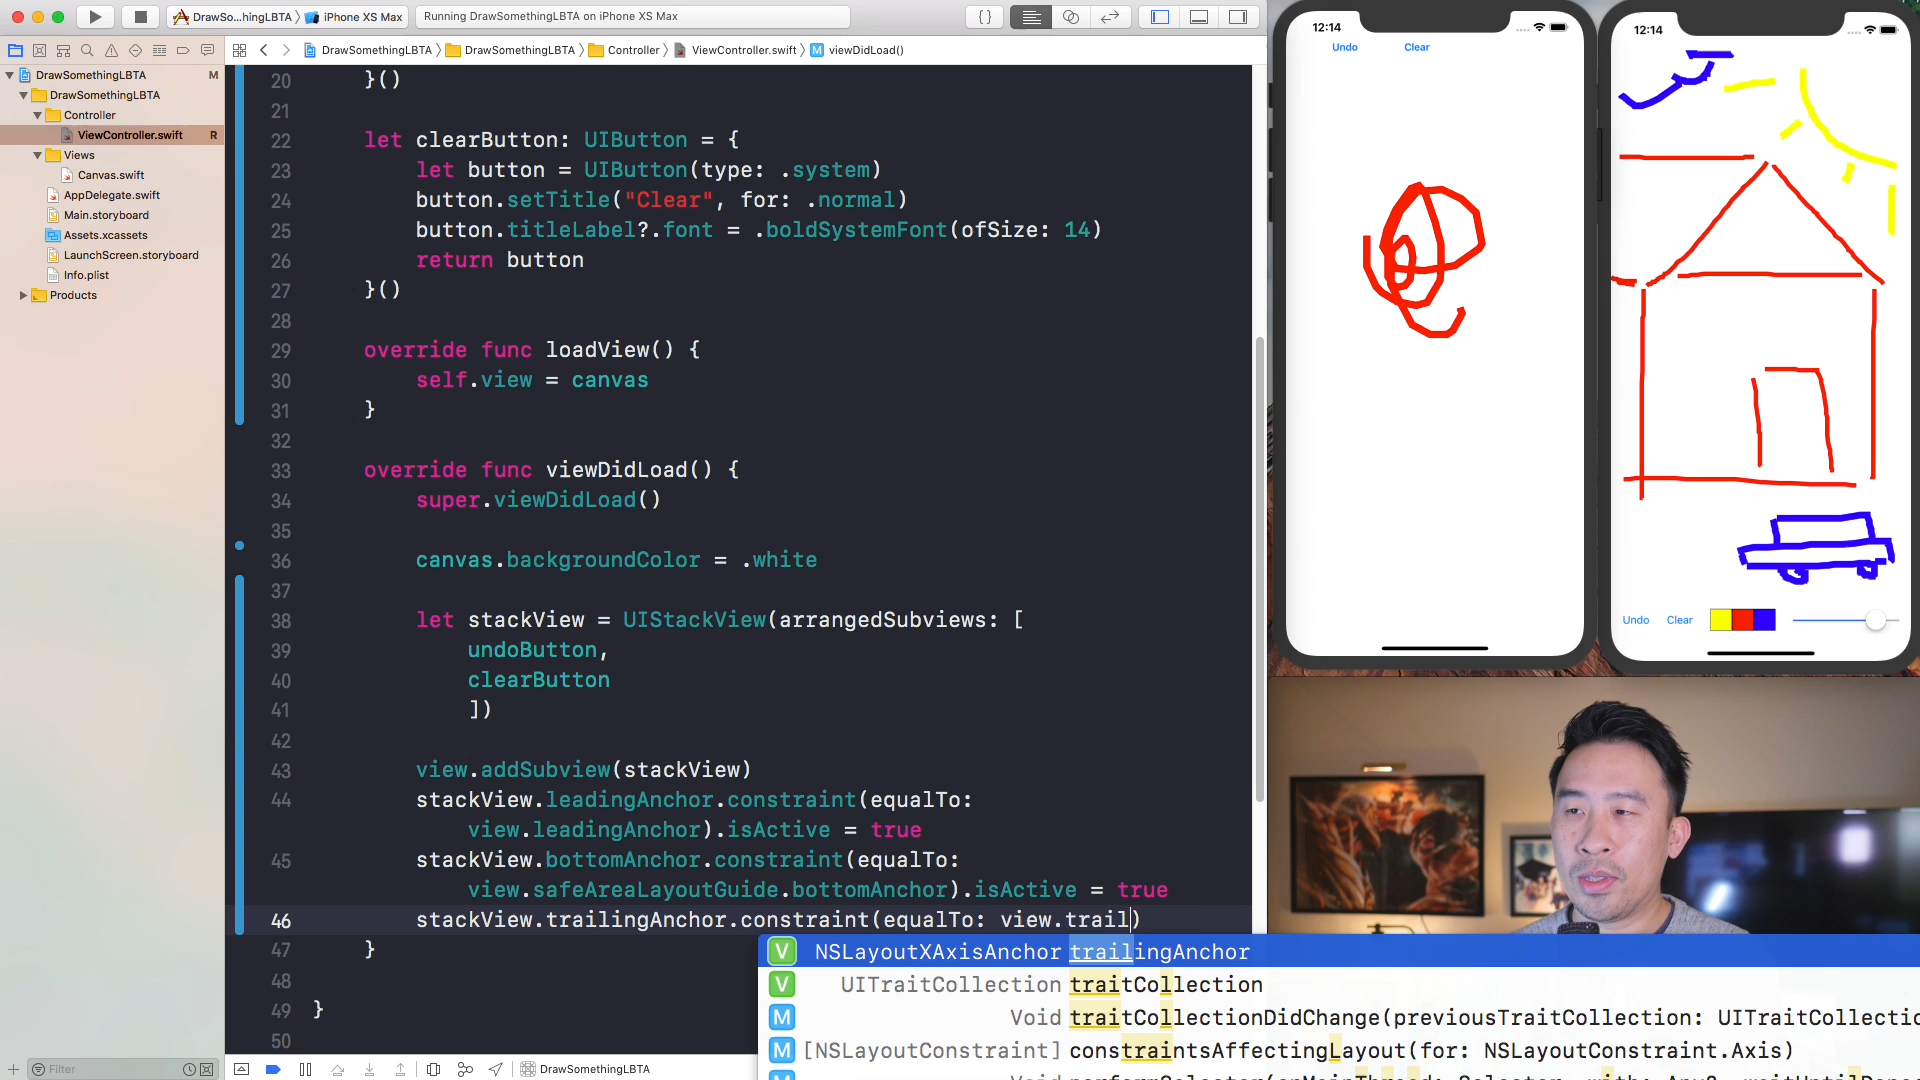 DrawSo...hingLBTA 〉 iPhone XS Max
Running DrawSomethingLBTA on iPhone XS Max
DrawSomethingLBTA 〉 DrawSomethingLBTA 〉 Controller 〉 ViewController.swift 〉 M viewDidLoad()
DrawSomethingLBTA M
DrawSomethingLBTA
Controller
ViewController.swift R
Views
Canvas.swift
AppDelegate.swift
Main.storyboard
Assets.xcassets
LaunchScreen.storyboard
Info.plist
Products
Filter
20 }()
21
22 let clearButton: UIButton = {
23 let button = UIButton(type: .system)
24 button.setTitle("Clear", for: .normal)
25 button.titleLabel?.font = .boldSystemFont(ofSize: 14)
26 return button
27 }()
28
29 override func loadView() {
30 self.view = canvas
31 }
32
33 override func viewDidLoad() {
34 super.viewDidLoad()
35
36 canvas.backgroundColor = .white
37
38 let stackView = UIStackView(arrangedSubviews: [
39 undoButton,
40 clearButton
41 ])
42
43 view.addSubview(stackView)
44 stackView.leadingAnchor.constraint(equalTo:
view.leadingAnchor).isActive = true
45 stackView.bottomAnchor.constraint(equalTo:
view.safeAreaLayoutGuide.bottomAnchor).isActive = true
46 stackView.trailingAnchor.constraint(equalTo: view.trail)
47 }
48
49 }
50
V NSLayoutXAxisAnchor trailingAnchor
V UITraitCollection traitCollection
M Void traitCollectionDidChange(previousTraitCollection: UITraitCollectio
M [NSLayoutConstraint] constraintsAffectingLayout(for: NSLayoutConstraint.Axis)
DrawSomethingLBTA
12:14
Undo Clear
12:14
Undo Clear